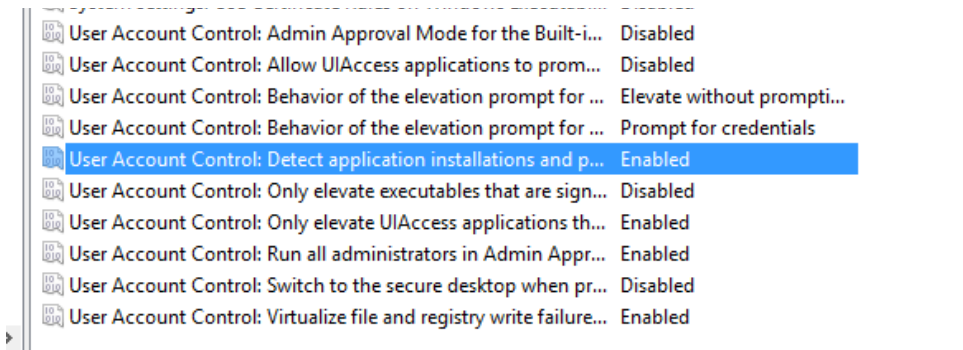 User Account Control: Admin Approval Mode for the Built-i... Disabled
User Account Control: Allow UIAccess applications to prom... Disabled
User Account Control: Behavior of the elevation prompt for ... Elevate without prompti...
User Account Control: Behavior of the elevation prompt for ... Prompt for credentials
User Account Control: Detect application installations and p... Enabled
User Account Control: Only elevate executables that are sign... Disabled
User Account Control: Only elevate UIAccess applications th... Enabled
User Account Control: Run all administrators in Admin Appr... Enabled
User Account Control: Switch to the secure desktop when pr... Disabled
User Account Control: Virtualize file and registry write failure... Enabled